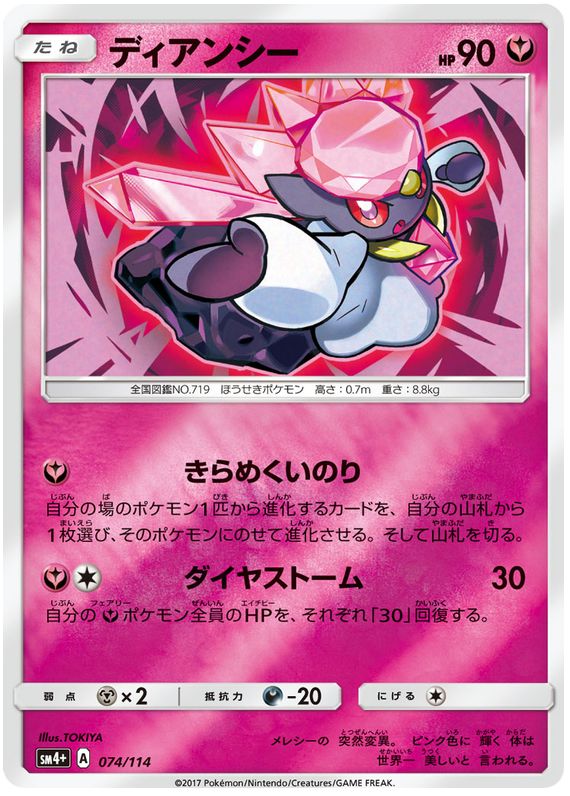 たね ディアンシー HP 90
全国図鑑NO.719 ほうせきポケモン 高さ:0.7m 重さ:8.8kg
きらめくいのり
自分の場のポケモン1匹から進化するカードを、自分の山札から
1枚選び、そのポケモンにのせて進化させる。そして山札を切る。
ダイヤストーム 30
自分のポケモン全員のHPを、それぞれ「30」回復する。
弱点 ×2 抵抗力 -20 にげる
Illus.TOKIYA
メレシーの 突然変異。 ピンク色に 輝く 体は
世界一 美しいと 言われる。
SM4+ A 074/114
©2017 Pokémon/Nintendo/Creatures/GAME FREAK.